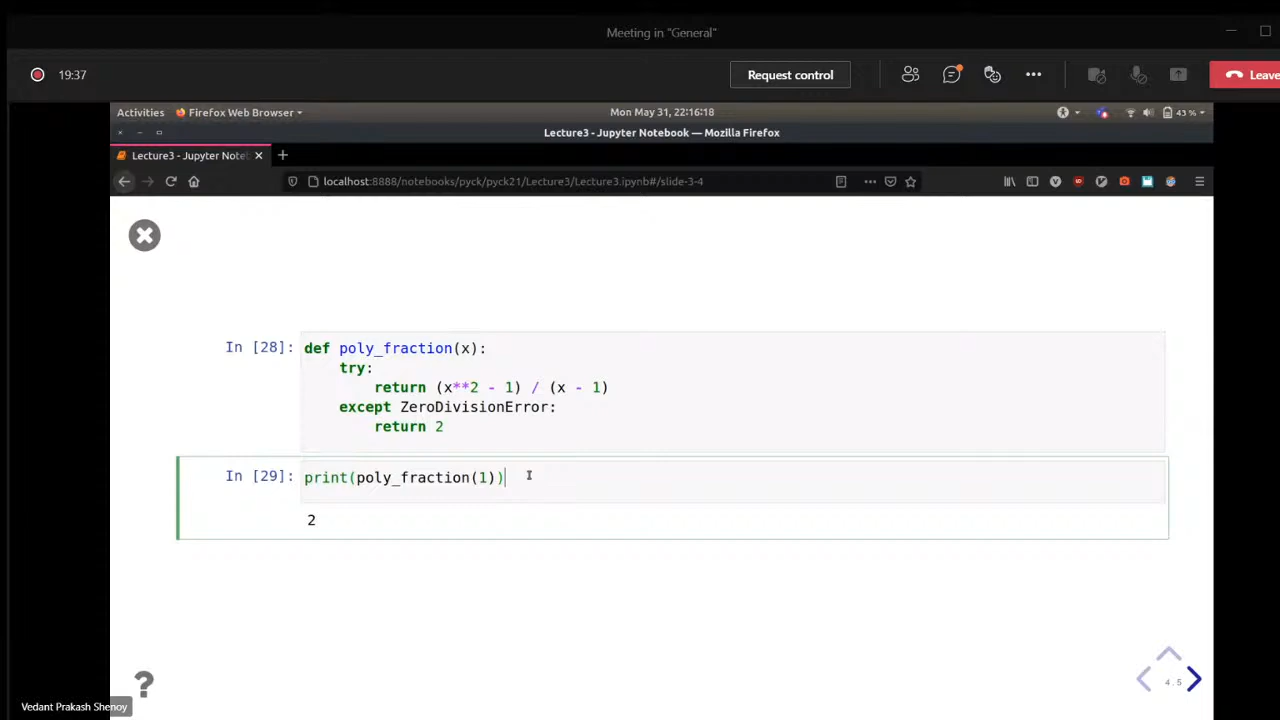 Meeting in "General"
19:37
Request control
Leave
Activities
Firefox Web Browser
Mon May 31, 22:16:18
43 %
Lecture3 - Jupyter Notebook — Mozilla Firefox
Lecture3 - Jupyter Noteb
localhost:8888/notebooks/pyck/pyck21/Lecture3/Lecture3.ipynb#/slide-3-4
In [28]: def poly_fraction(x):
try:
return (x**2 - 1) / (x - 1)
except ZeroDivisionError:
return 2
In [29]: print(poly_fraction(1))
2
?
4.5
Vedant Prakash Shenoy